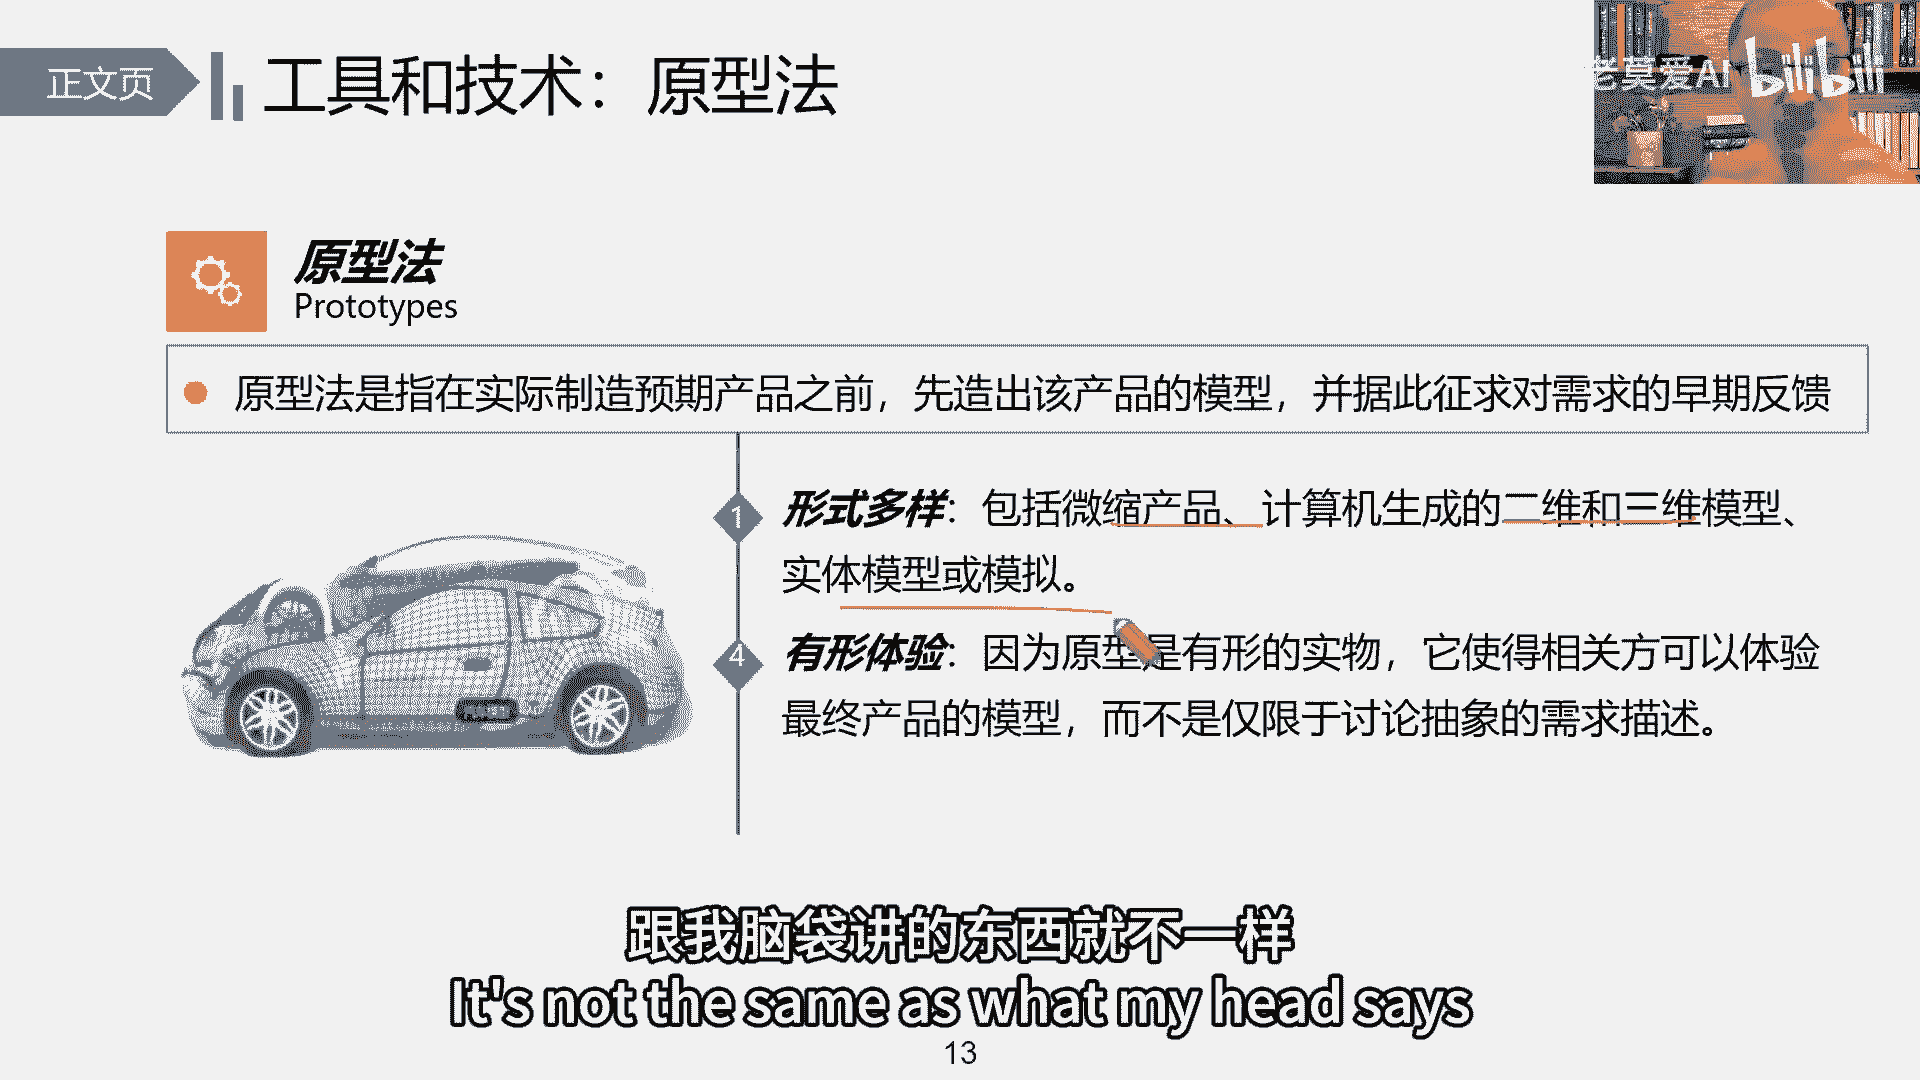 正文页
工具和技术：原型法
老莫爱AI
bilibili
原型法
Prototypes
原型法是指在实际制造预期产品之前，先造出该产品的模型，并据此征求对需求的早期反馈
1
形式多样：包括微缩产品、计算机生成的二维和三维模型、
实体模型或模拟。
4
有形体验：因为原型是有形的实物，它使得相关方可以体验
最终产品的模型，而不是仅限于讨论抽象的需求描述。
跟我脑袋讲的东西就不一样
It's not the same as what my head says
13